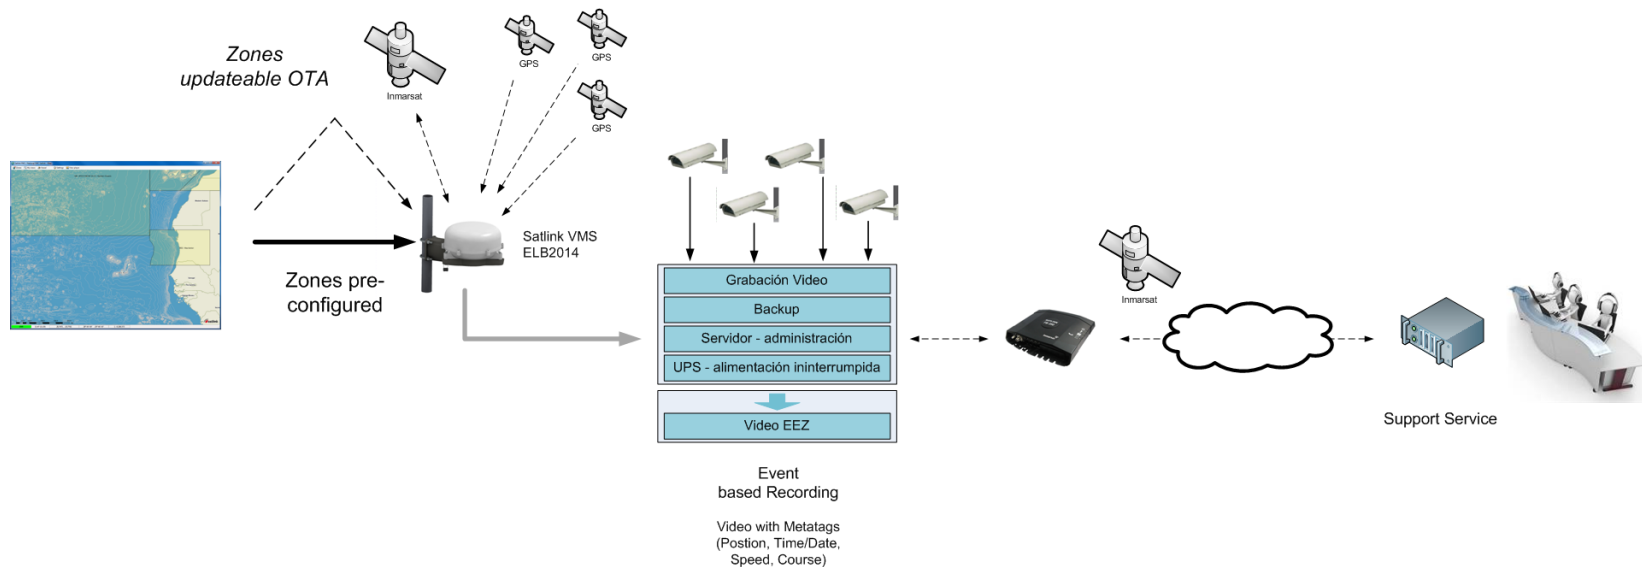 Zones
updateable OTA
Inmarsat
GPS
GPS
GPS
Satlink VMS
ELB2014
Zones pre-
configured
Grabación Video
Backup
Servidor - administración
UPS - alimentación ininterrumpida
Video EEZ
Event
based Recording
Video with Metatags
(Postion, Time/Date,
Speed, Course)
Inmarsat
Support Service